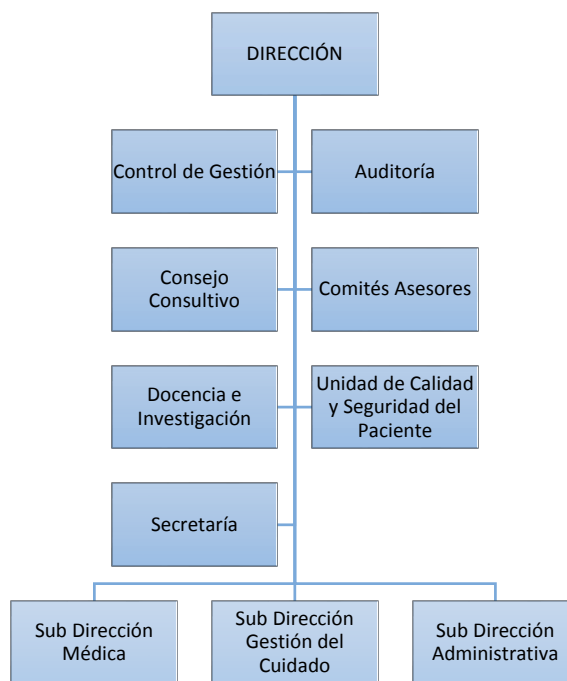 DIRECCIÓN
Control de Gestión
Auditoría
Consejo
Consultivo
Comités Asesores
Docencia e
Investigación
Unidad de Calidad
y Seguridad del
Paciente
Secretaría
Sub Dirección
Médica
Sub Dirección
Gestión del
Cuidado
Sub Dirección
Administrativa